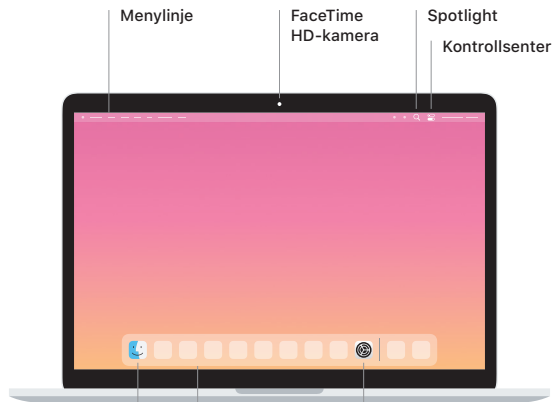 Menylinje
FaceTime
HD-kamera
Spotlight
Kontrollsenter